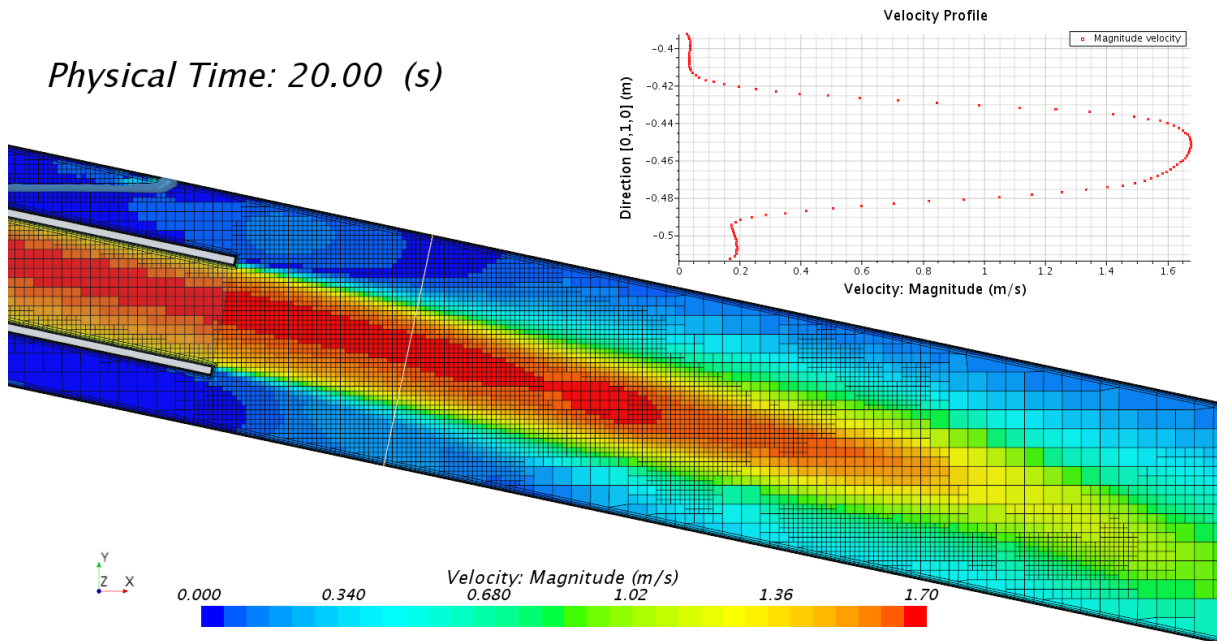 Velocity Profile
Magnitude velocity
Physical Time: 20.00 (s)
-0.4
-0.42
-0.44
-0.46
-0.48
-0.5
Direction [0,1,0] (m)
0 0.2 0.4 0.6 0.8 1 1.2 1.4 1.6
Velocity: Magnitude (m/s)
Y
Z X
Velocity: Magnitude (m/s)
0.000 0.340 0.680 1.02 1.36 1.70